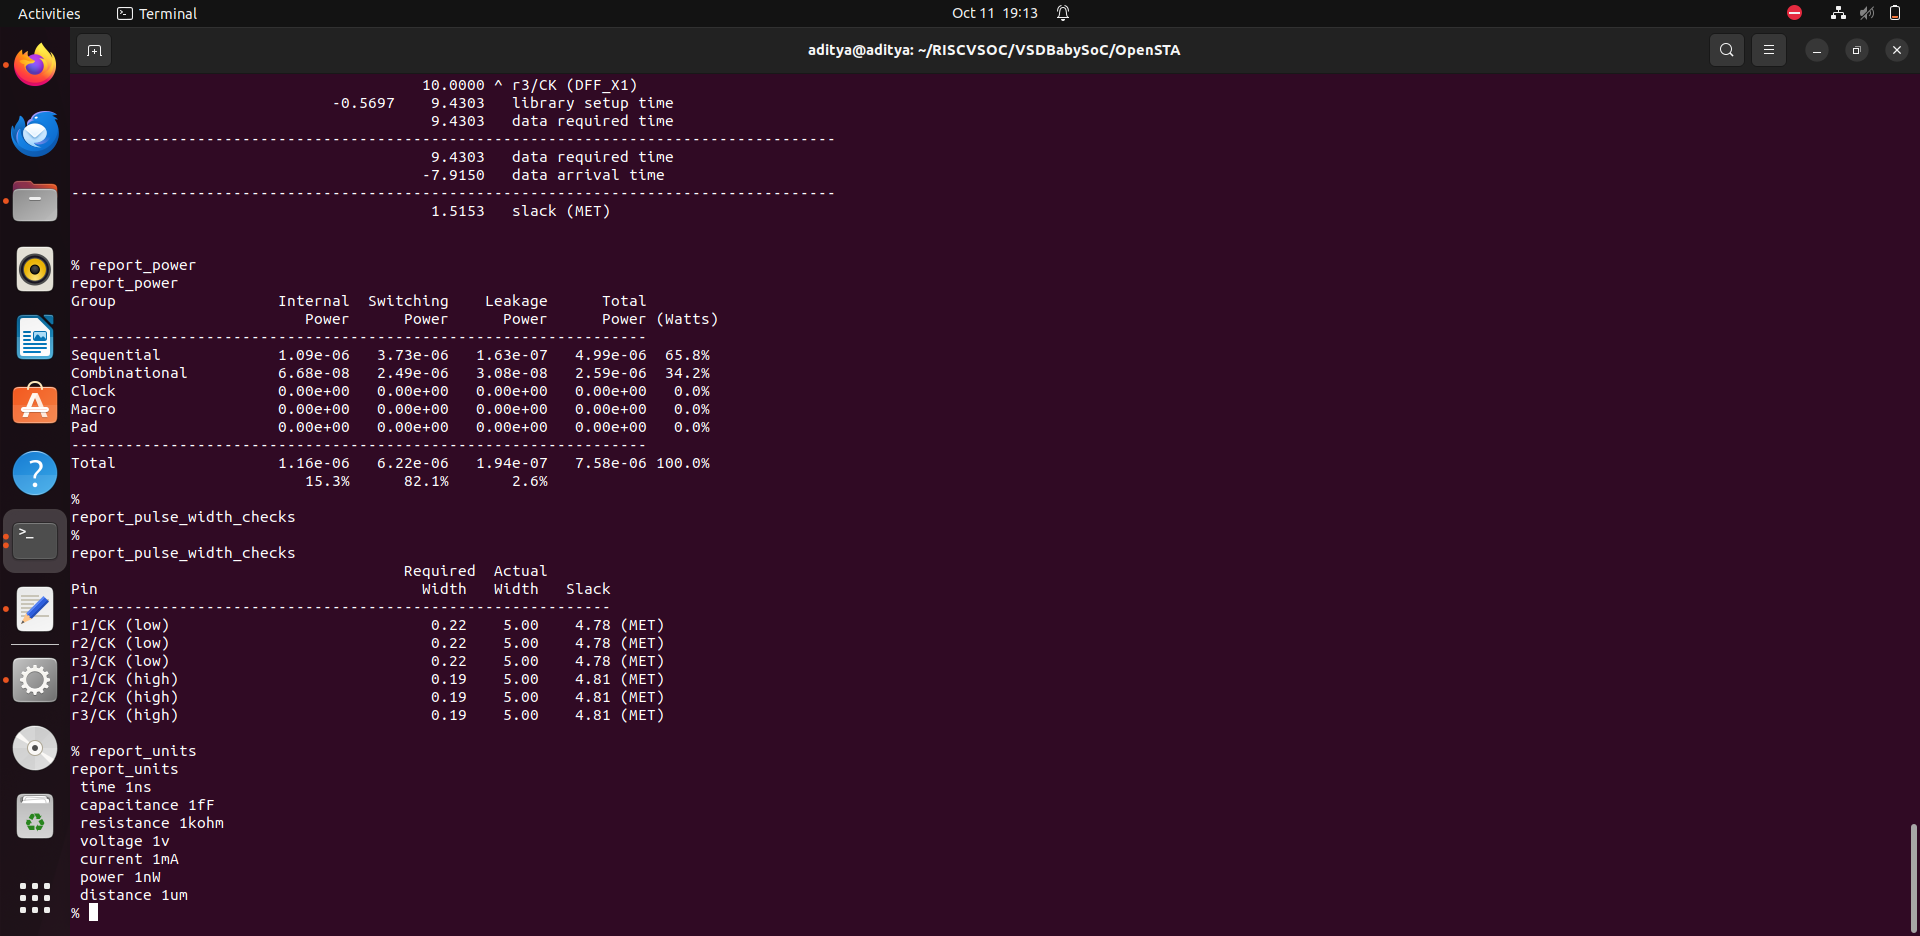 Activities Terminal Oct 11 19:13
aditya@aditya: ~/RISCVSOC/VSDBabySoC/OpenSTA
10.0000 ^ r3/CK (DFF_X1)
-0.5697 9.4303 library setup time
9.4303 data required time
-------------------------------------------------------------------------------------
9.4303 data required time
-7.9150 data arrival time
-------------------------------------------------------------------------------------
1.5153 slack (MET)
% report_power
report_power
Group Internal Switching Leakage Total
Power Power Power Power (Watts)
----------------------------------------------------------------
Sequential 1.09e-06 3.73e-06 1.63e-07 4.99e-06 65.8%
Combinational 6.68e-08 2.49e-06 3.08e-08 2.59e-06 34.2%
Clock 0.00e+00 0.00e+00 0.00e+00 0.00e+00 0.0%
Macro 0.00e+00 0.00e+00 0.00e+00 0.00e+00 0.0%
Pad 0.00e+00 0.00e+00 0.00e+00 0.00e+00 0.0%
----------------------------------------------------------------
Total 1.16e-06 6.22e-06 1.94e-07 7.58e-06 100.0%
15.3% 82.1% 2.6%
%
report_pulse_width_checks
%
report_pulse_width_checks
Required Actual
Pin Width Width Slack
------------------------------------------------------------
r1/CK (low) 0.22 5.00 4.78 (MET)
r2/CK (low) 0.22 5.00 4.78 (MET)
r3/CK (low) 0.22 5.00 4.78 (MET)
r1/CK (high) 0.19 5.00 4.81 (MET)
r2/CK (high) 0.19 5.00 4.81 (MET)
r3/CK (high) 0.19 5.00 4.81 (MET)
% report_units
report_units
time 1ns
capacitance 1fF
resistance 1kohm
voltage 1v
current 1mA
power 1nW
distance 1um
%